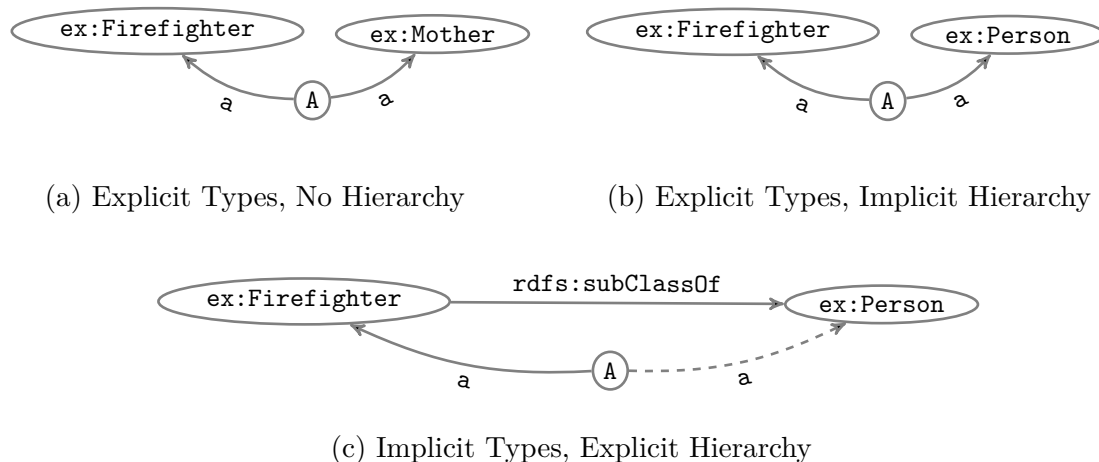 ex:Firefighter
ex:Mother
a
A
a
(a) Explicit Types, No Hierarchy
ex:Firefighter
ex:Person
a
A
a
(b) Explicit Types, Implicit Hierarchy
ex:Firefighter
rdfs:subClassOf
ex:Person
a
A
a
(c) Implicit Types, Explicit Hierarchy